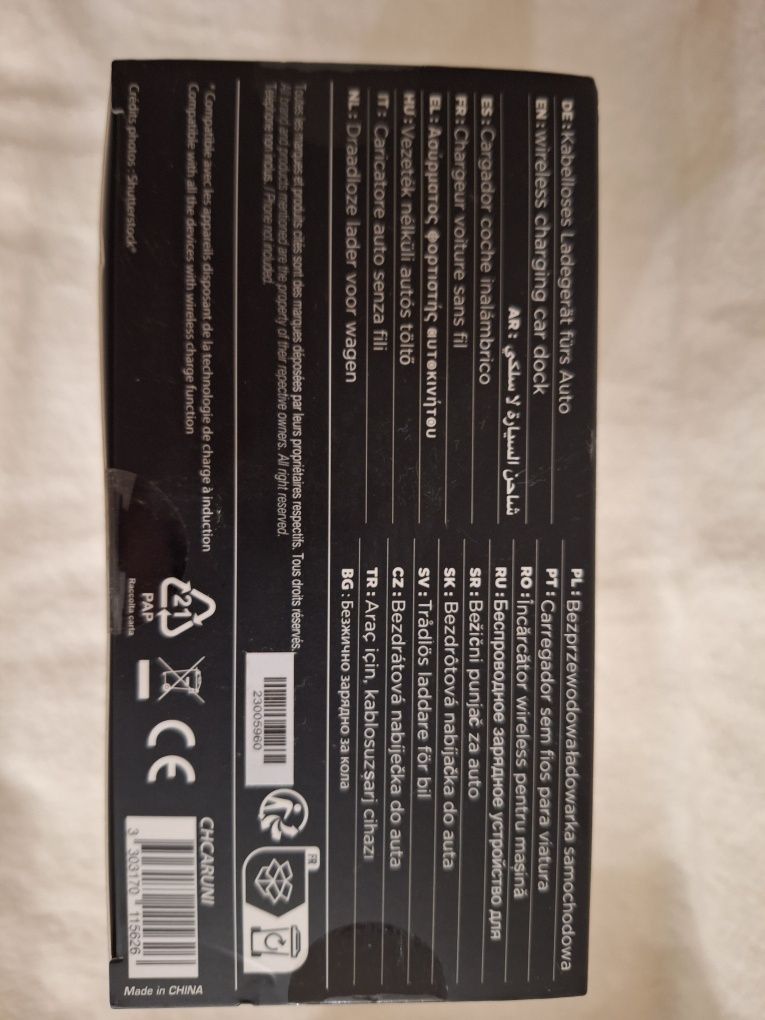 DE : Kabelloses Ladegerät fürs Auto
EN : wireless charging car dock
AR : شاحن السيارة لا سلكي
ES : Cargador coche inalámbrico
FR : Chargeur voiture sans fil
EL : Ασύρματος φορτιστής αυτοκινήτου
HU : Vezeték nélküli autós töltő
IT : Caricatore auto senza fili
NL : Draadloze lader voor wagen
PL : Bezprzewodowa ładowarka samochodowa
PT : Carregador sem fios para víatura
RO : Încărcător wireless pentru mașină
RU : Беспроводное зарядное устройство для
SR : Bežični punjač za auto
SK : Bezdrôtová nabíjačka do auta
SV : Trådlös laddare för bil
CZ : Bezdrátová nabíječka do auta
TR : Araç için, kablosuzşarj cihazı
BG : Безжично зарядно за кола
Toutes les marques et produits cités sont des marques déposées par leurs propriétaires respectifs. Tous droits réservés.
All brand and products mentioned are the property of their repective owners. All right reserved.
Téléphone non inclus. / Phone not included.
23005960
FR
* Compatible avec les appareils disposant de la technologie de charge à induction
Compatible with all the devices with wireless charge function
Crédits photos : Shutterstock*
21
PAP
Raccolta carta
CE
CHCARUNI
3 303170 115626
Made in CHINA